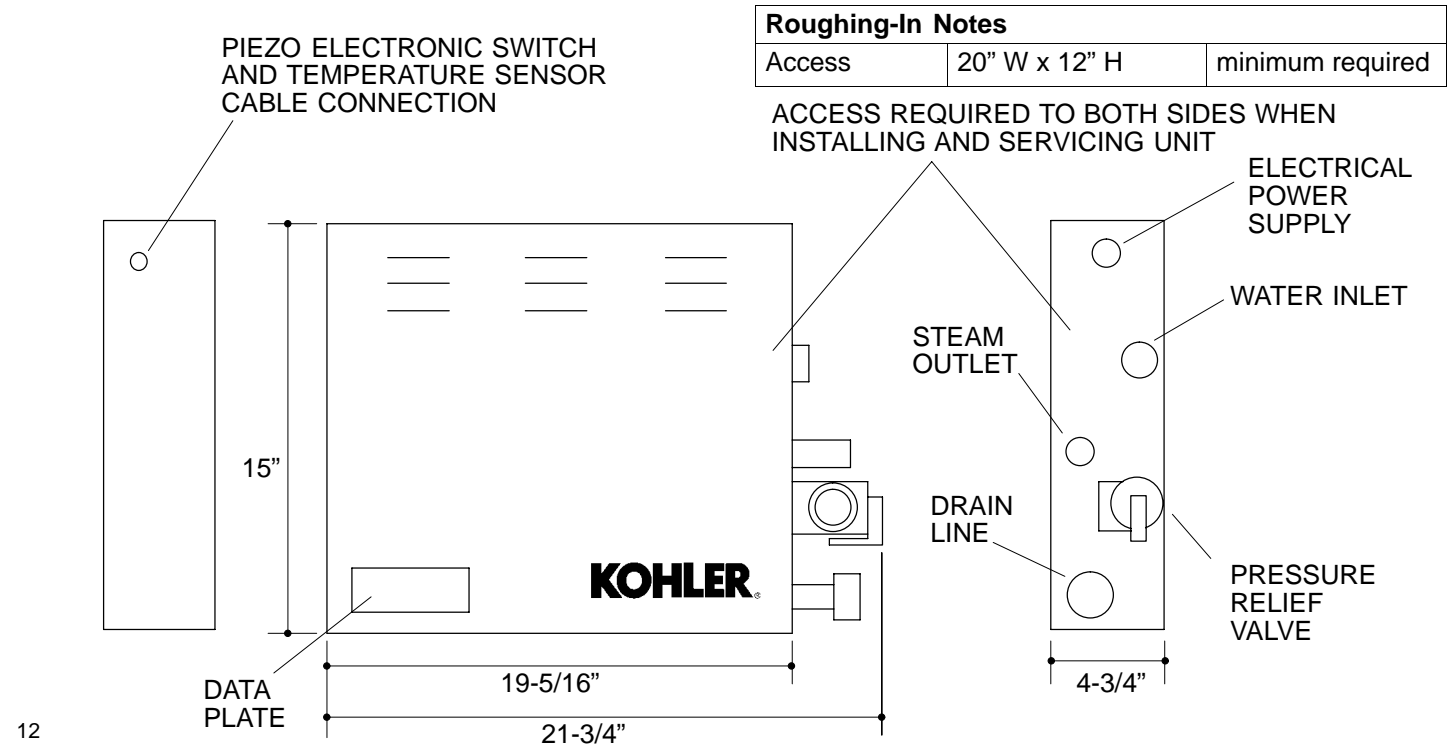 Roughing-In Notes
Access 20” W x 12” H minimum required
PIEZO ELECTRONIC SWITCH
AND TEMPERATURE SENSOR
CABLE CONNECTION
ACCESS REQUIRED TO BOTH SIDES WHEN
INSTALLING AND SERVICING UNIT
ELECTRICAL
POWER
SUPPLY
WATER INLET
STEAM
OUTLET
15”
DRAIN
LINE
KOHLER®
PRESSURE
RELIEF
VALVE
DATA
PLATE
19-5/16”
4-3/4”
21-3/4”
12